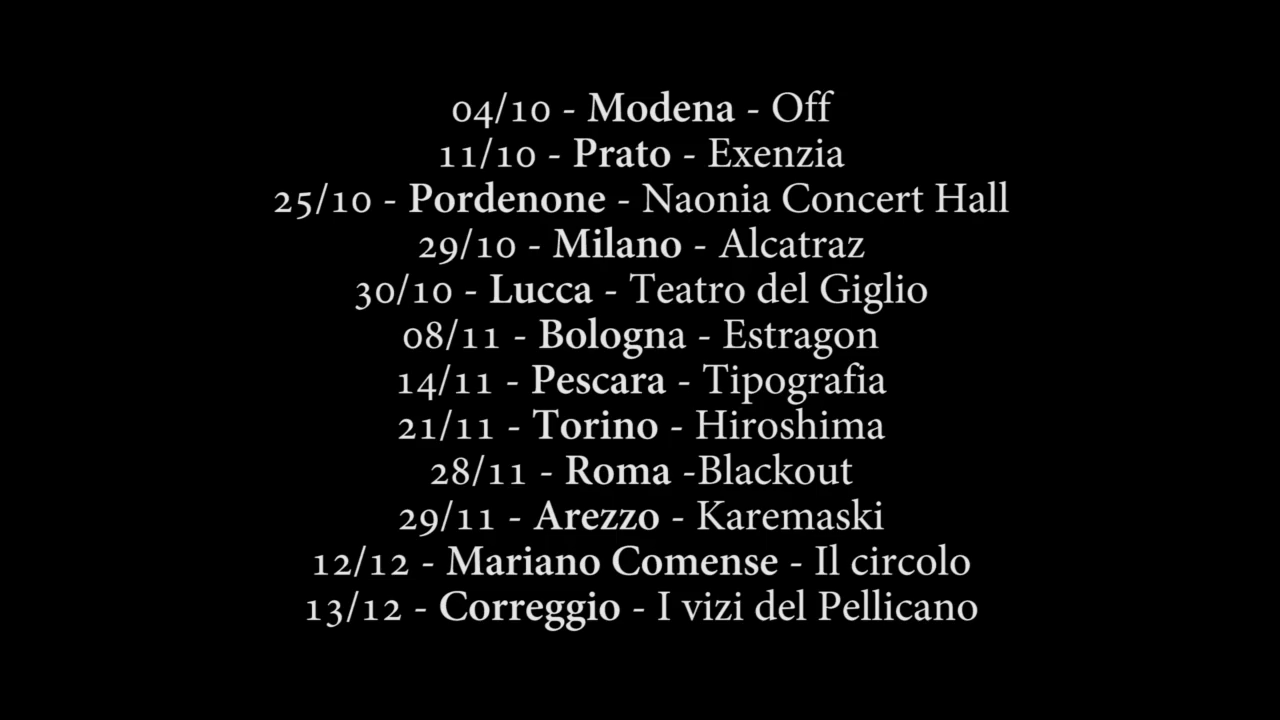 04/10 - Modena - Off
11/10 - Prato - Exenzia
25/10 - Pordenone - Naonia Concert Hall
29/10 - Milano - Alcatraz
30/10 - Lucca - Teatro del Giglio
08/11 - Bologna - Estragon
14/11 - Pescara - Tipografia
21/11 - Torino - Hiroshima
28/11 - Roma -Blackout
29/11 - Arezzo - Karemaski
12/12 - Mariano Comense - Il circolo
13/12 - Correggio - I vizi del Pellicano